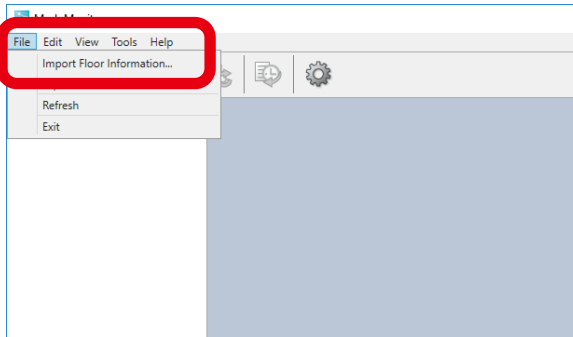 File Edit View Tools Help
Import Floor Information...
Refresh
Exit